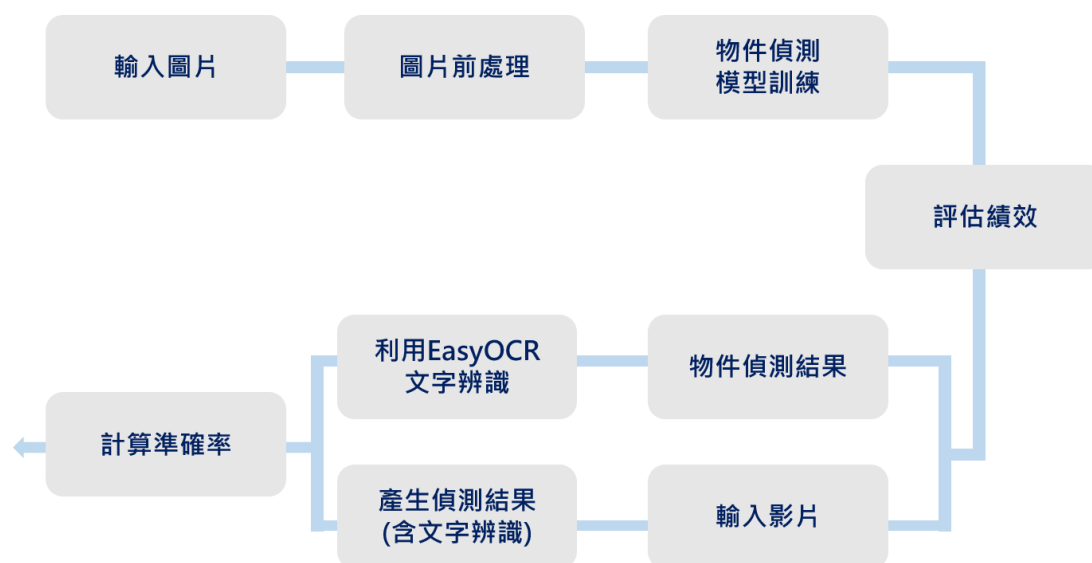 輸入圖片
圖片前處理
物件偵測
模型訓練
評估績效
利用EasyOCR
文字辨識
物件偵測結果
計算準確率
產生偵測結果
(含文字辨識)
輸入影片